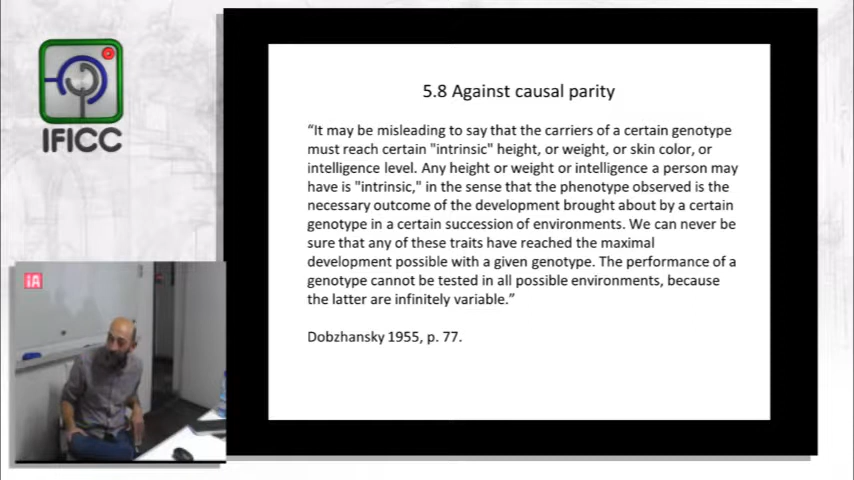 IFICC
iA
5.8 Against causal parity
“It may be misleading to say that the carriers of a certain genotype
must reach certain "intrinsic" height, or weight, or skin color, or
intelligence level. Any height or weight or intelligence a person may
have is "intrinsic," in the sense that the phenotype observed is the
necessary outcome of the development brought about by a certain
genotype in a certain succession of environments. We can never be
sure that any of these traits have reached the maximal
development possible with a given genotype. The performance of a
genotype cannot be tested in all possible environments, because
the latter are infinitely variable.”
Dobzhansky 1955, p. 77.